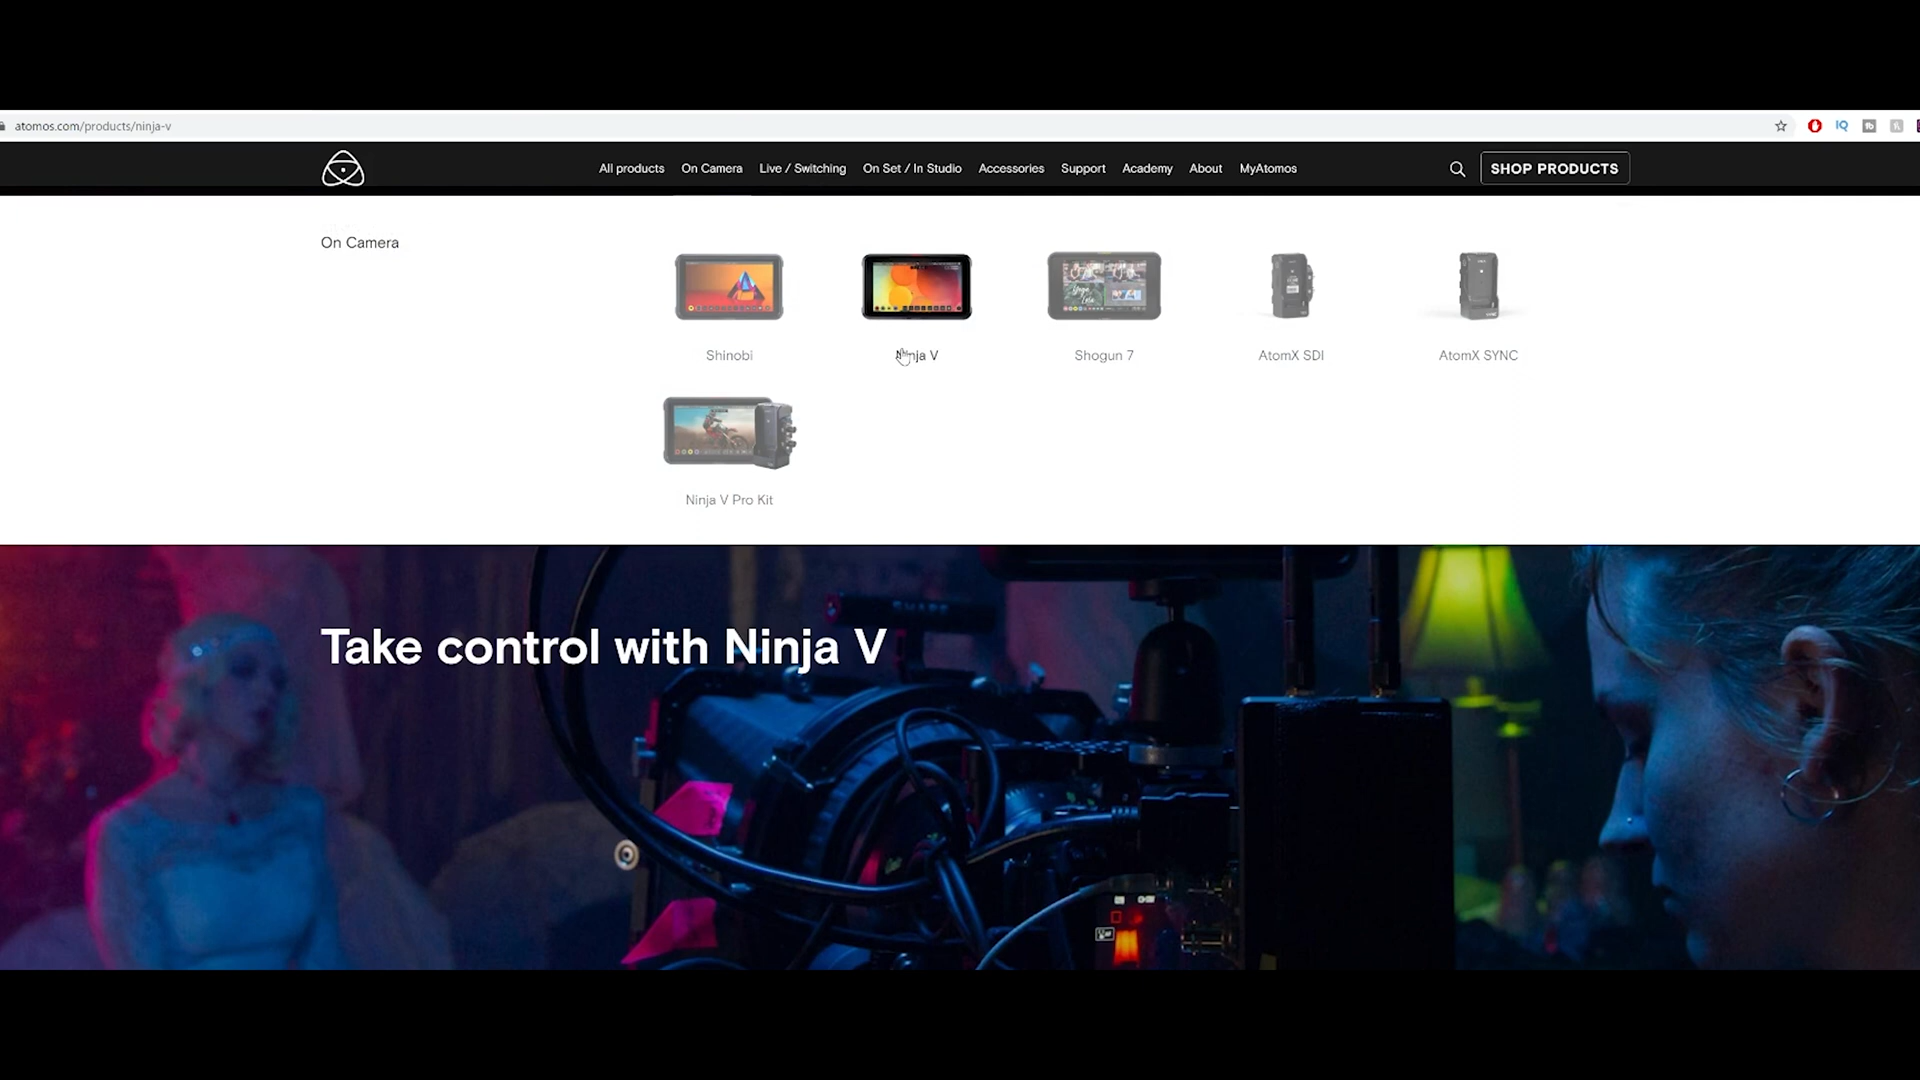 atomos.com/products/ninja-v
IQ
All products On Camera Live / Switching On Set / In Studio Accessories Support Academy About MyAtomos SHOP PRODUCTS
On Camera
Shinobi Ninja V Shogun 7 AtomX SDI AtomX SYNC
Ninja V Pro Kit
Take control with Ninja V